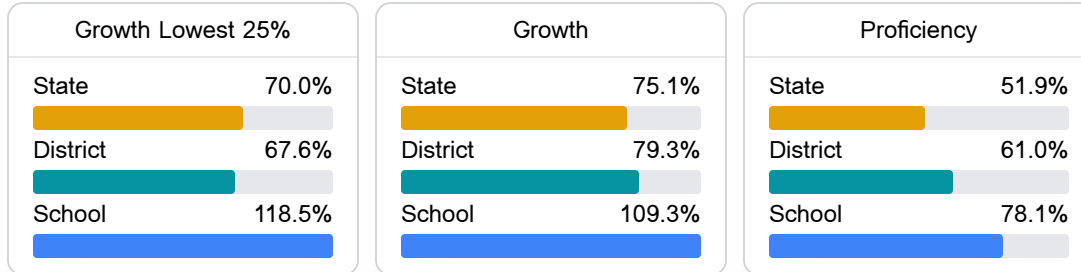 Growth Lowest 25%
State 70.0%
District 67.6%
School 118.5%
Growth
State 75.1%
District 79.3%
School 109.3%
Proficiency
State 51.9%
District 61.0%
School 78.1%